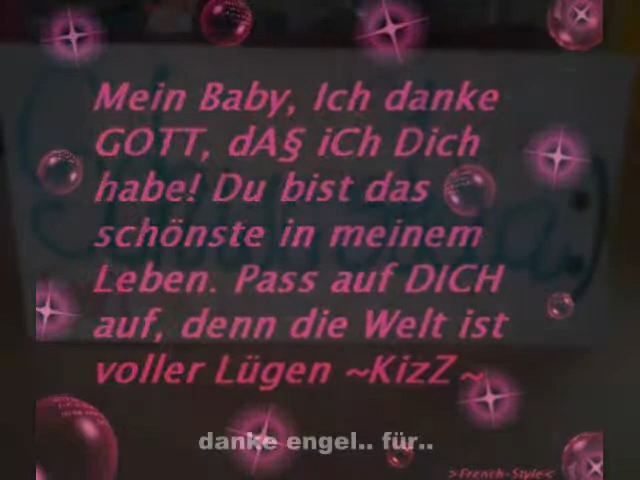 Mein Baby, Ich danke
GOTT, dA§ iCh Dich
habe! Du bist das
schönste in meinem
Leben. Pass auf DICH
auf, denn die Welt ist
voller Lügen ~KizZ~
danke engel.. für..
>French-Style<